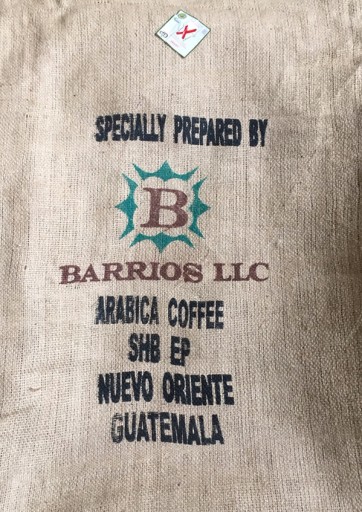 SPECIALLY PREPARED BY
B
BARRIOS LLC
ARABICA COFFEE
SHB EP
NUEVO ORIENTE
GUATEMALA